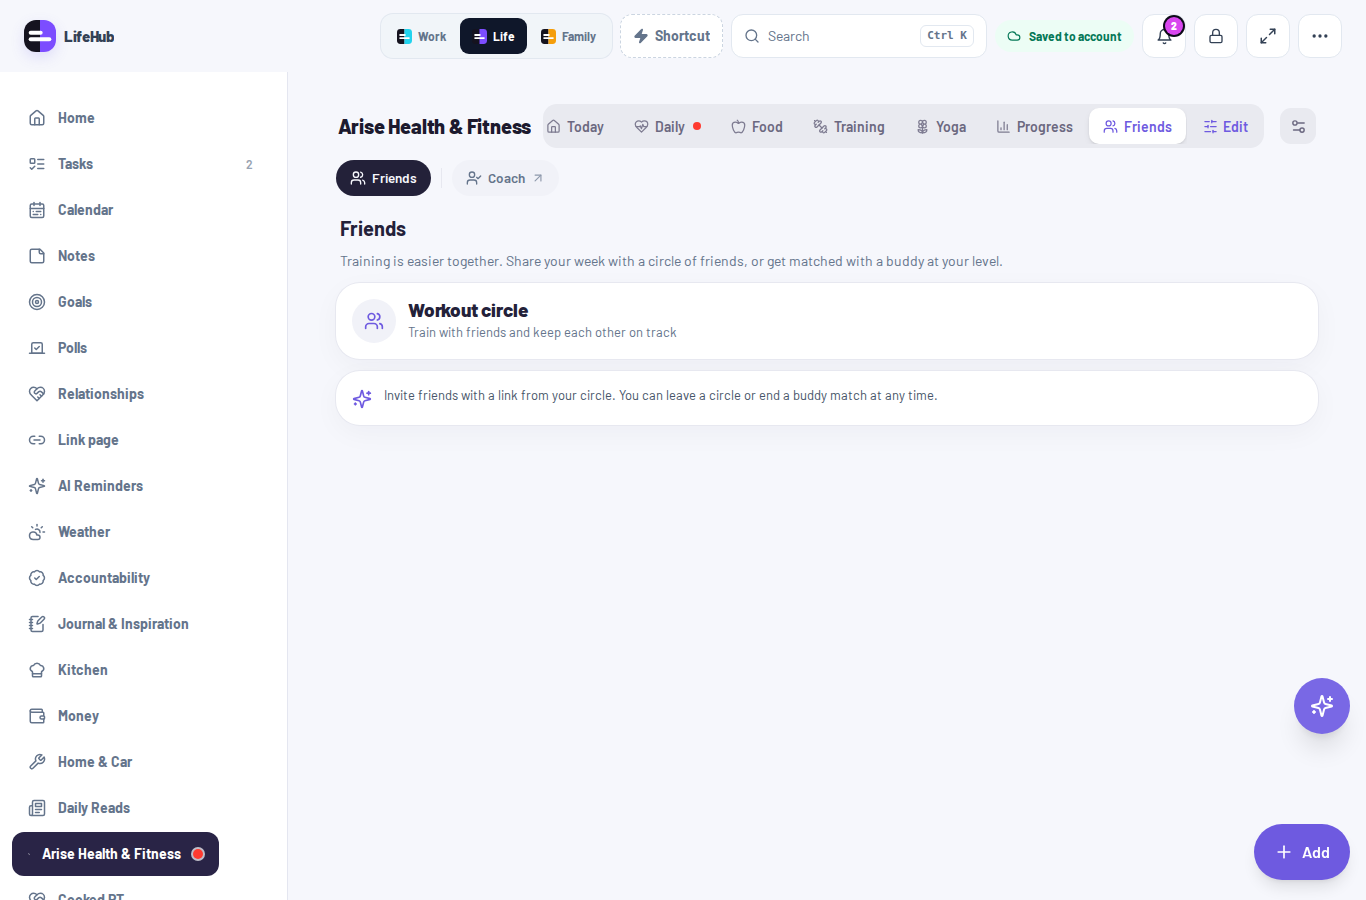 LifeHub
Work
Life
Family
Shortcut
Search
Ctrl K
Saved to account
2
Home
Tasks
2
Calendar
Notes
Goals
Polls
Relationships
Link page
AI Reminders
Weather
Accountability
Journal & Inspiration
Kitchen
Money
Home & Car
Daily Reads
Arise Health & Fitness
Cooked PT
Arise Health & Fitness
Today
Daily
Food
Training
Yoga
Progress
Friends
Edit
Friends
Coach
Friends
Training is easier together. Share your week with a circle of friends, or get matched with a buddy at your level.
Workout circle
Train with friends and keep each other on track
Invite friends with a link from your circle. You can leave a circle or end a buddy match at any time.
Add